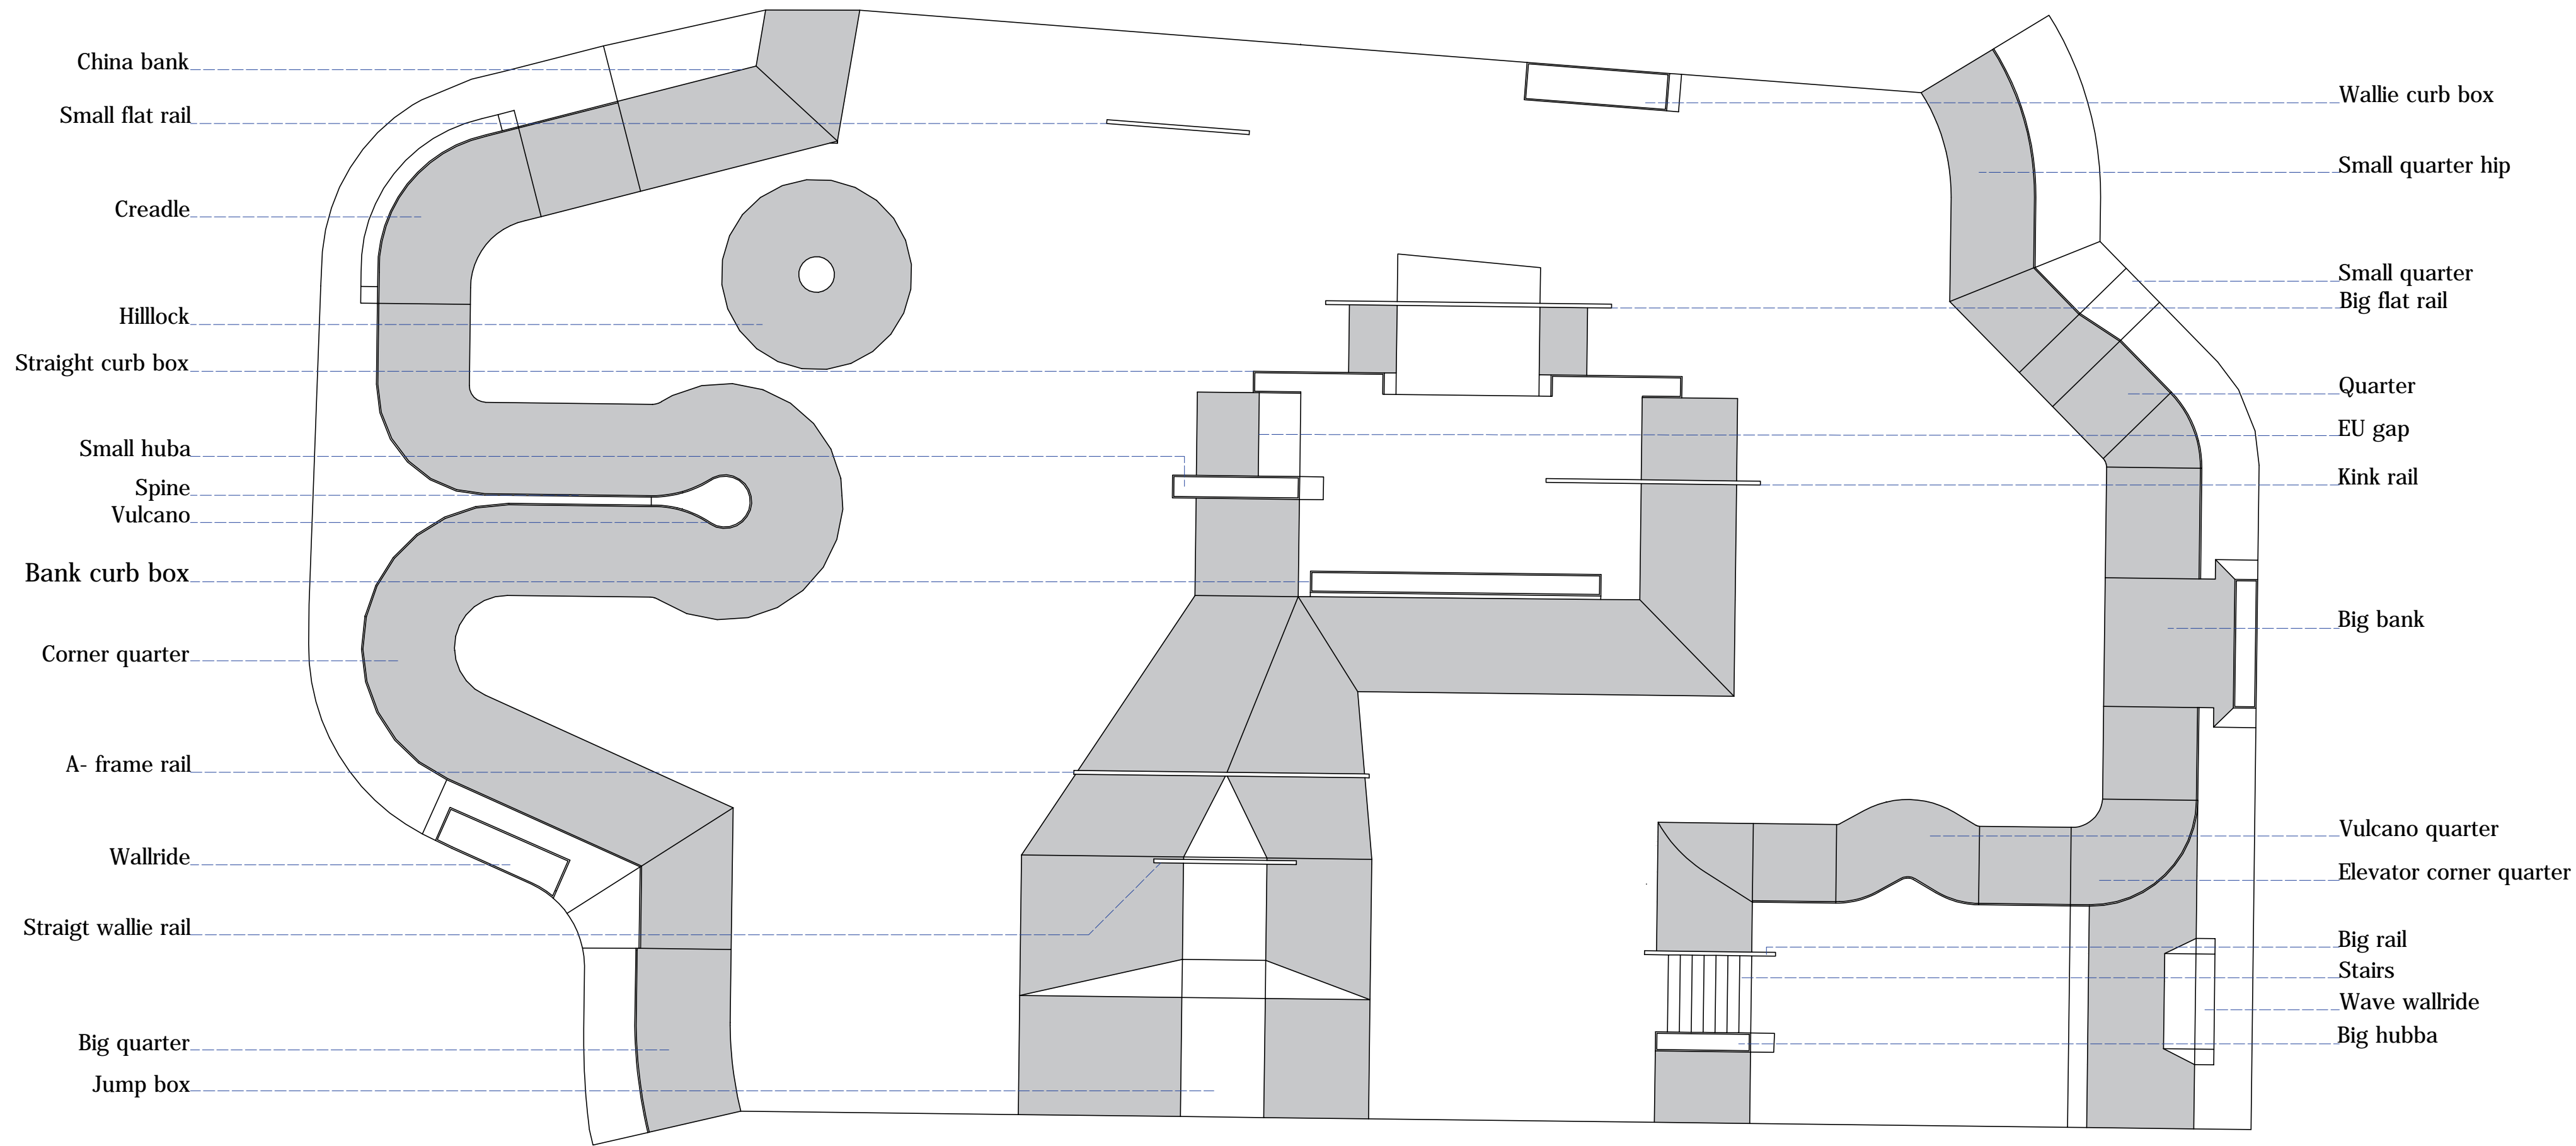 China bank
Small flat rail
Creadle
Hilllock
Straight curb box
Small huba
Spine
Vulcano
Bank curb box
Corner quarter
A- frame rail
Wallride
Straigt wallie rail
Big quarter
Jump box
Wallie curb box
Small quarter hip
Small quarter
Big flat rail
Quarter
EU gap
Kink rail
Big bank
Vulcano quarter
Elevator corner quarter
Big rail
Stairs
Wave wallride
Big hubba